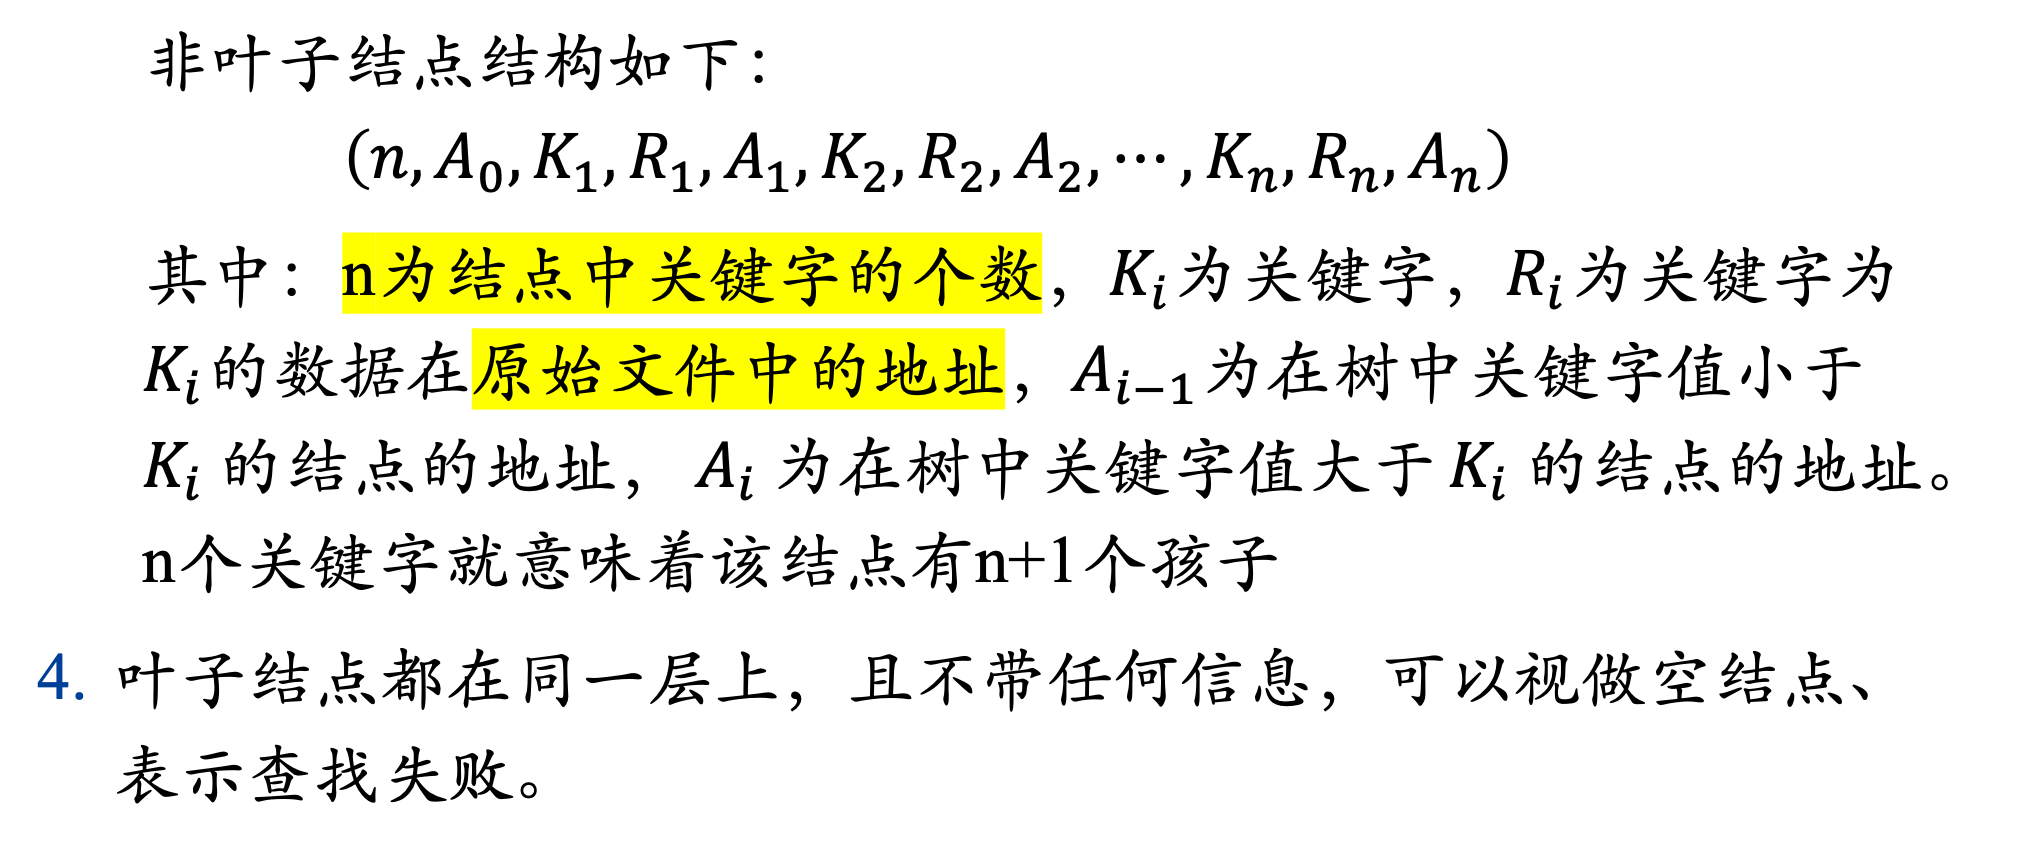 非叶子结点结构如下：
(n, A₀, K₁, R₁, A₁, K₂, R₂, A₂, ⋯, Kₙ, Rₙ, Aₙ)
其中：n为结点中关键字的个数，Kᵢ为关键字，Rᵢ为关键字为
Kᵢ的数据在原始文件中的地址，Aᵢ₋₁为在树中关键字值小于
Kᵢ 的结点的地址，Aᵢ 为在树中关键字值大于 Kᵢ 的结点的地址。
n个关键字就意味着该结点有n+1个孩子
4. 叶子结点都在同一层上，且不带任何信息，可以视做空结点、
表示查找失败。